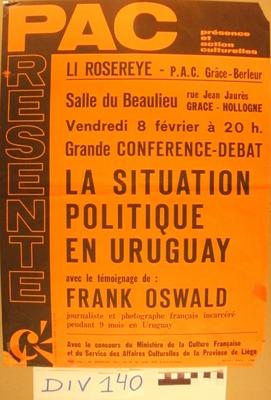 PAC
présence et
action
culturelles
RESENTE
LI ROSEREYE - P.A.C. Grâce-Berleur
Salle du Beaulieu rue Jean Jaurès
GRACE - HOLLOGNE
Vendredi 8 février à 20 h.
Grande CONFERENCE-DEBAT
LA SITUATION
POLITIQUE
EN URUGUAY
avec le témoignage de :
FRANK OSWALD
journaliste et photographe français incarcéré
pendant 9 mois en Uruguay
Avec le concours du Ministère de la Culture Française
et du Service des Affaires Culturelles de la Province de Liège
DIV 140